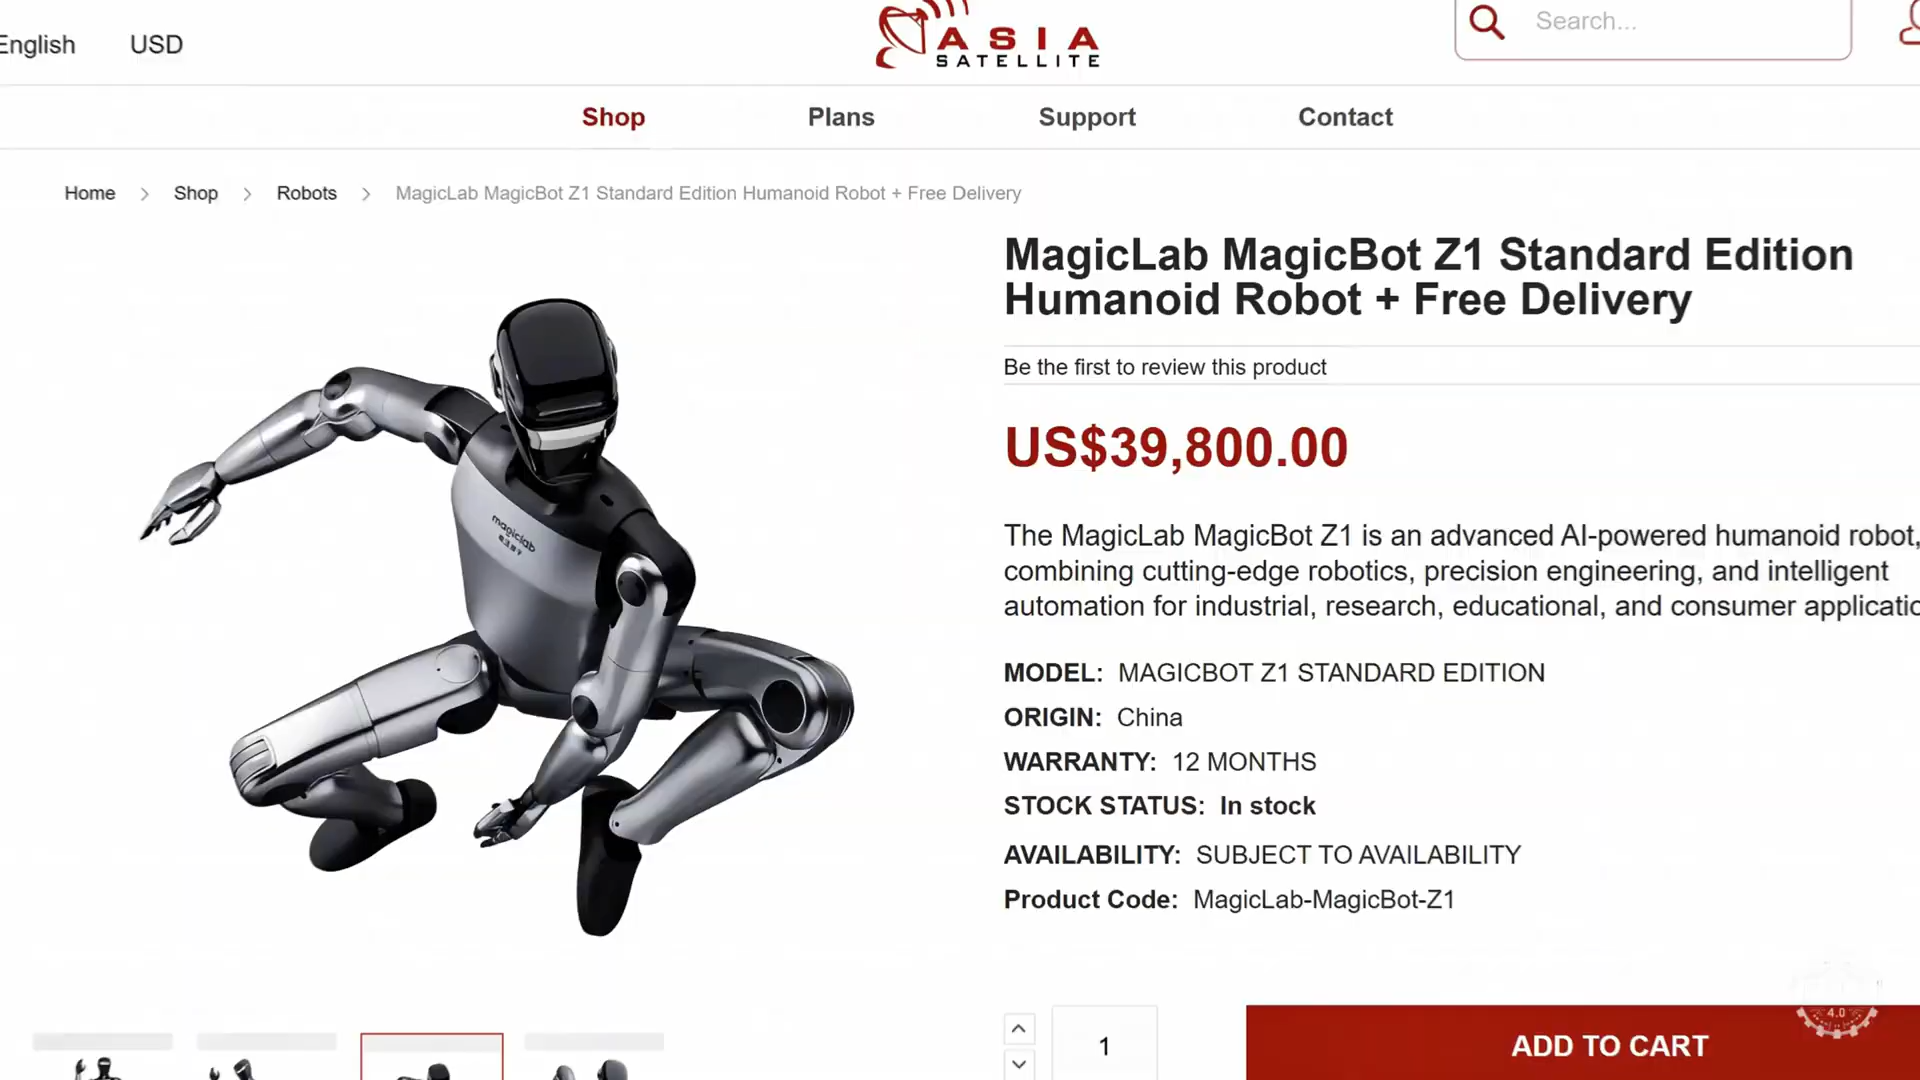 English USD
ASIA
SATELLITE
Search...
Shop Plans Support Contact
Home Shop Robots MagicLab MagicBot Z1 Standard Edition Humanoid Robot + Free Delivery
MagicLab MagicBot Z1 Standard Edition
Humanoid Robot + Free Delivery
Be the first to review this product
US$39,800.00
The MagicLab MagicBot Z1 is an advanced AI-powered humanoid robot,
combining cutting-edge robotics, precision engineering, and intelligent
automation for industrial, research, educational, and consumer applicatio
MODEL: MAGICBOT Z1 STANDARD EDITION
ORIGIN: China
WARRANTY: 12 MONTHS
STOCK STATUS: In stock
AVAILABILITY: SUBJECT TO AVAILABILITY
Product Code: MagicLab-MagicBot-Z1
magiclab
1
ADD TO CART
4.0